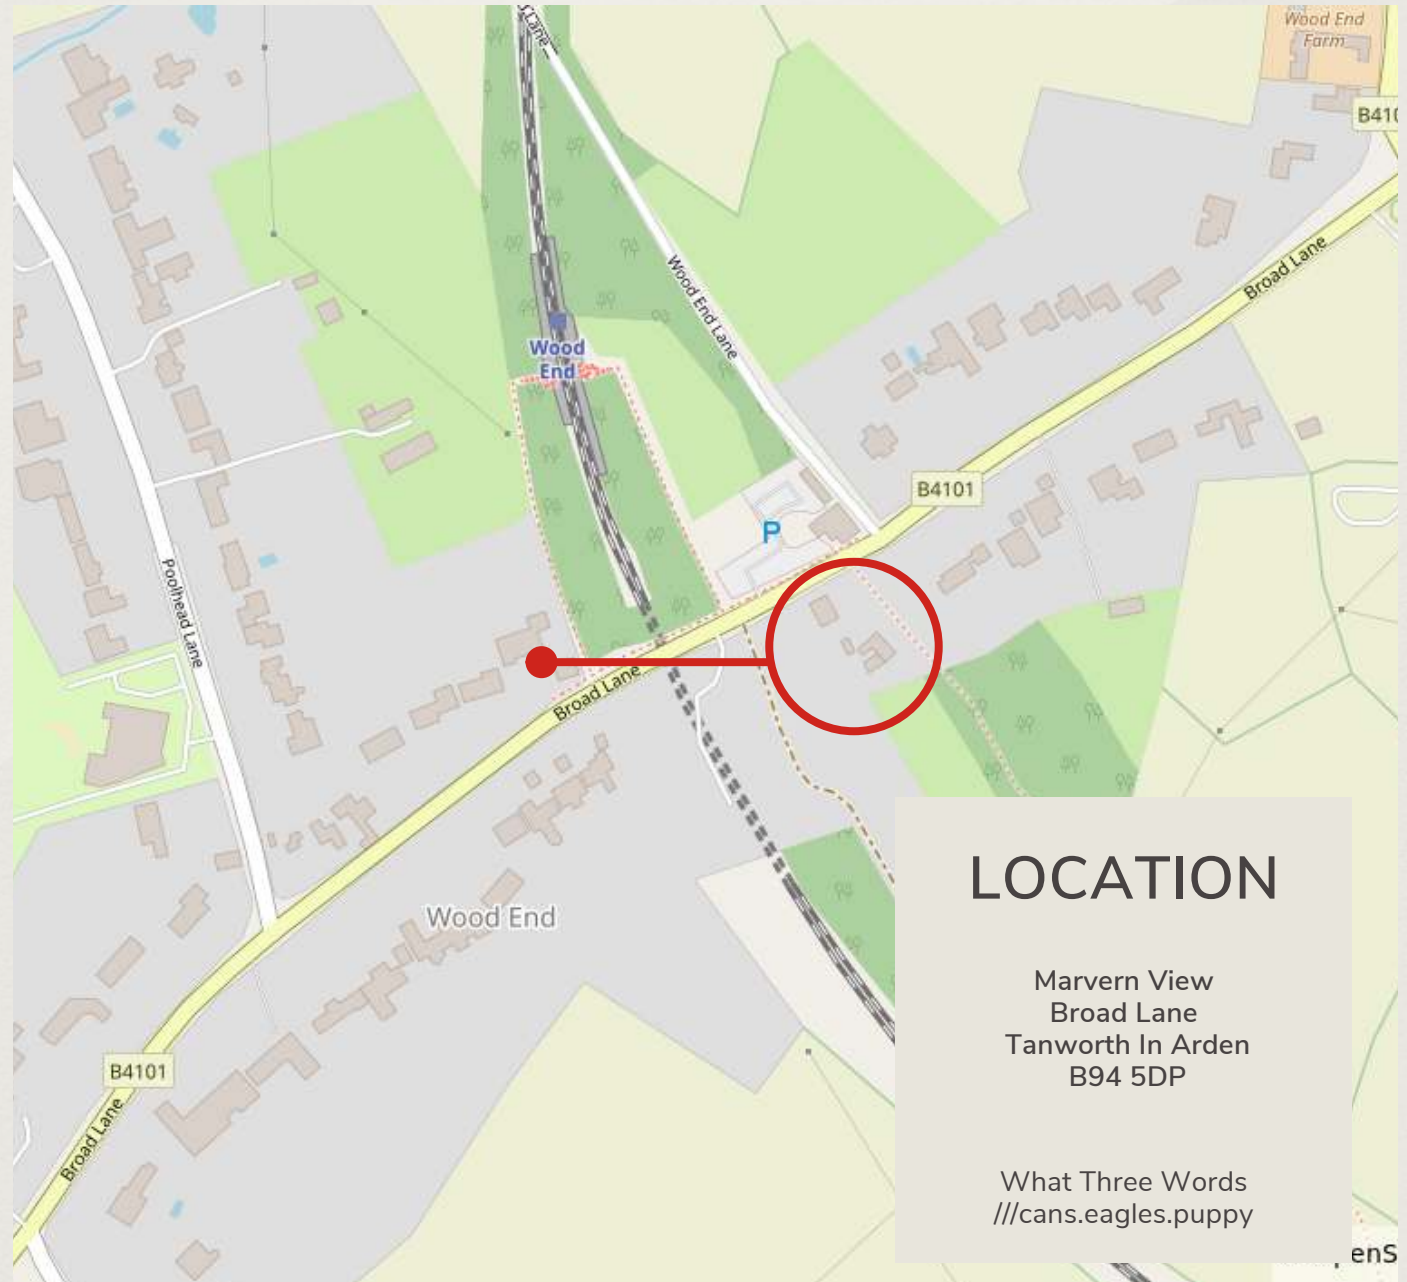 s Lane
Wood End
Farm
B410
Wood End Lane
Broad Lane
Wood
End
B4101
P
Poolhead Lane
Broad Lane
Wood End
B4101
Broad Lane
LOCATION
Marvern View
Broad Lane
Tanworth In Arden
B94 5DP
What Three Words
///cans.eagles.puppy
enS